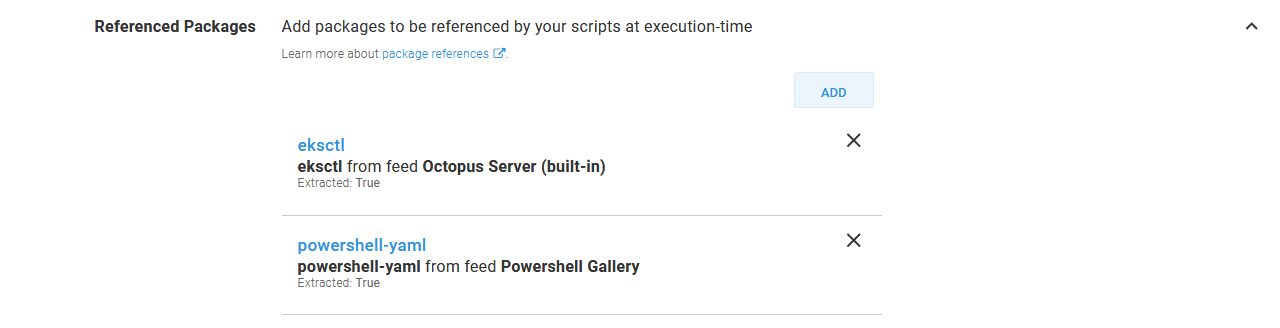 Referenced Packages Add packages to be referenced by your scripts at execution-time
Learn more about package references.
ADD
eksctl
eksctl from feed Octopus Server (built-in)
Extracted: True
powershell-yaml
powershell-yaml from feed Powershell Gallery
Extracted: True